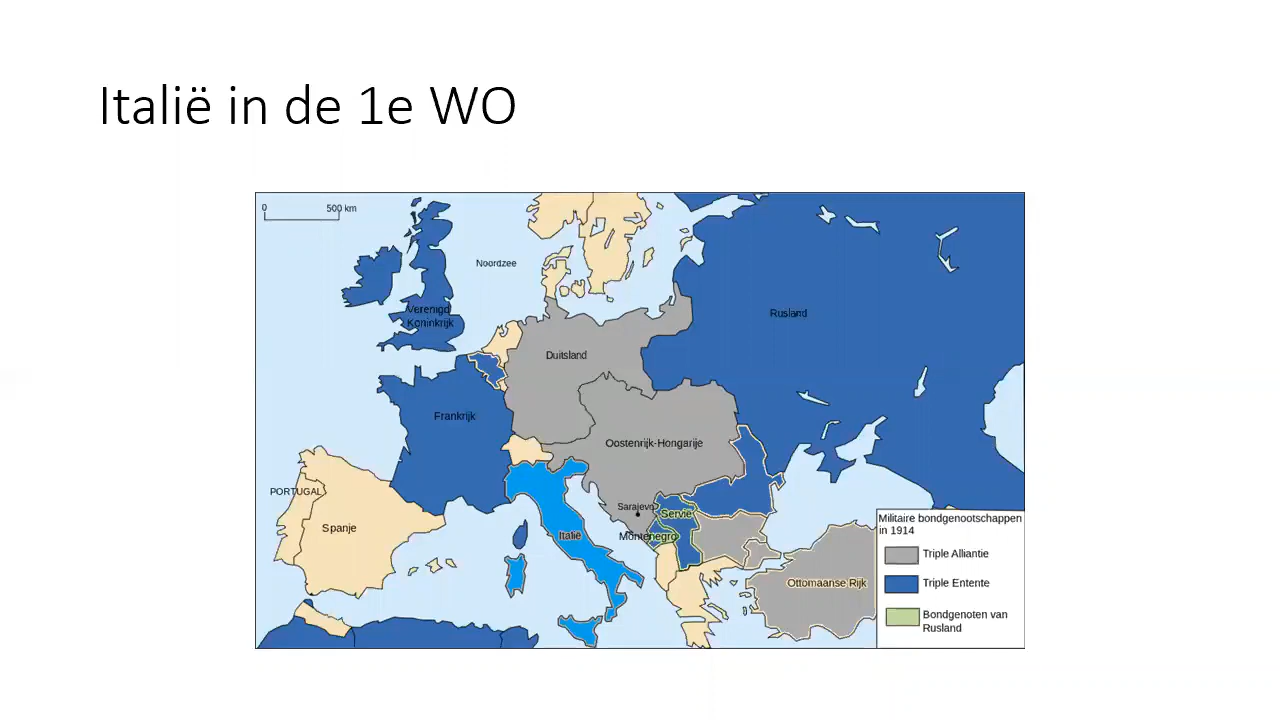 Italië in de 1e WO
0 500 km
Noordzee
Verenigd
Koninkrijk
Rusland
Duitsland
Frankrijk
Oostenrijk-Hongarije
PORTUGAL
Spanje
Sarajevo
Servië
Italië
Montenegro
Ottomaanse Rijk
Militaire bondgenootschappen
in 1914
Triple Alliantie
Triple Entente
Bondgenoten van
Rusland